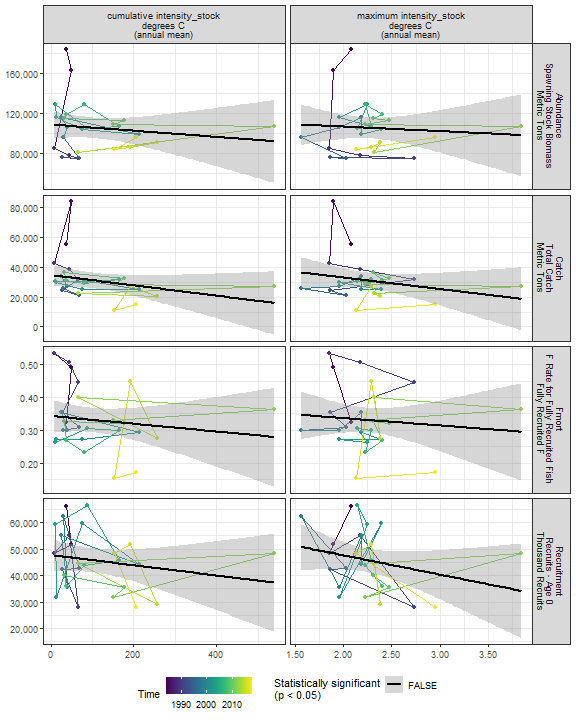 cumulative intensity_stock
degrees C
(annual mean)
maximum intensity_stock
degrees C
(annual mean)
160,000
120,000
80,000
Abundance
Spawning Stock Biomass
Metric Tons
80,000
60,000
40,000
20,000
0
Catch
Total Catch
Metric Tons
0.50
0.40
0.30
0.20
Fmort
F Rate for Fully Recruited Fish
Fully Recruited F
60,000
50,000
40,000
30,000
20,000
Recruitment
Recruits - Age 0
Thousand Recruits
0 200 400
1.50 2.00 2.50 3.00 3.50
Time
1990 2000 2010
Statistically significant
(p < 0.05)
FALSE